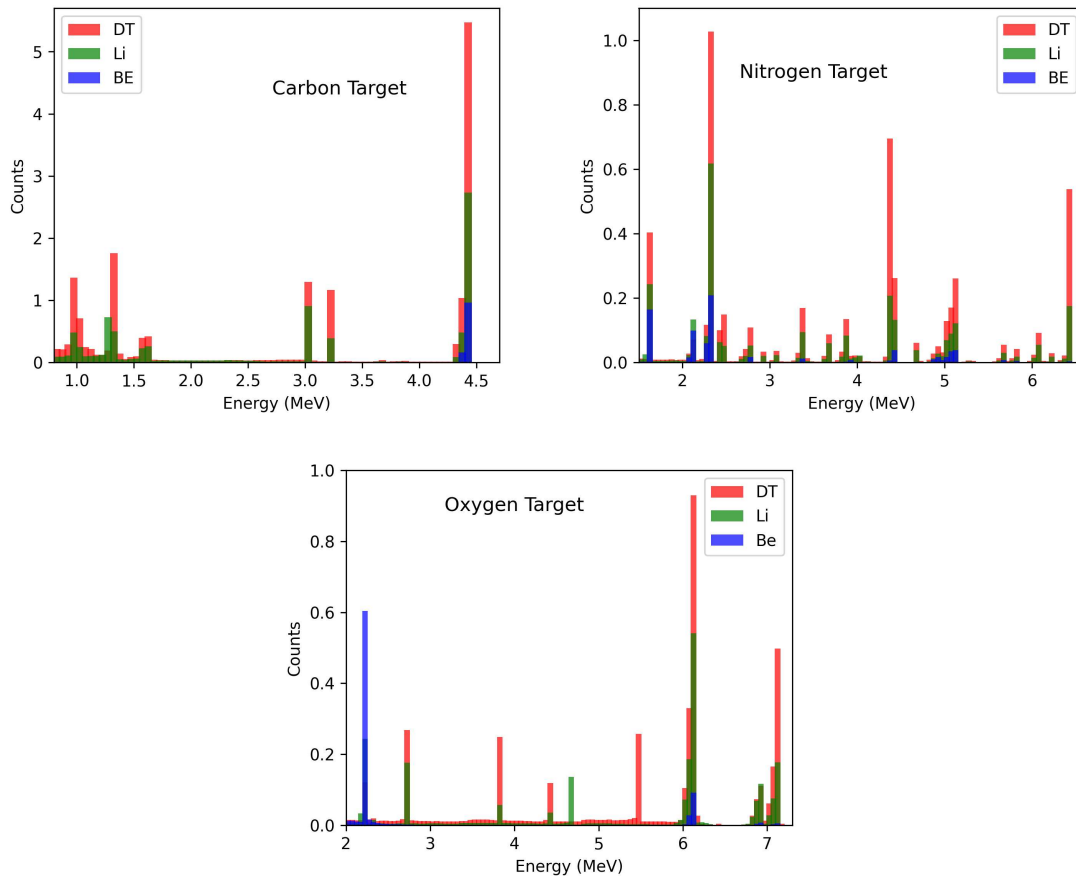 DT
Li
BE
Carbon Target
5
4
3
2
1
0
Counts
1.0 1.5 2.0 2.5 3.0 3.5 4.0 4.5
Energy (MeV)
DT
Li
BE
Nitrogen Target
1.0
0.8
0.6
0.4
0.2
0.0
Counts
2 3 4 5 6
Energy (MeV)
DT
Li
Be
Oxygen Target
1.0
0.8
0.6
0.4
0.2
0.0
Counts
2 3 4 5 6 7
Energy (MeV)